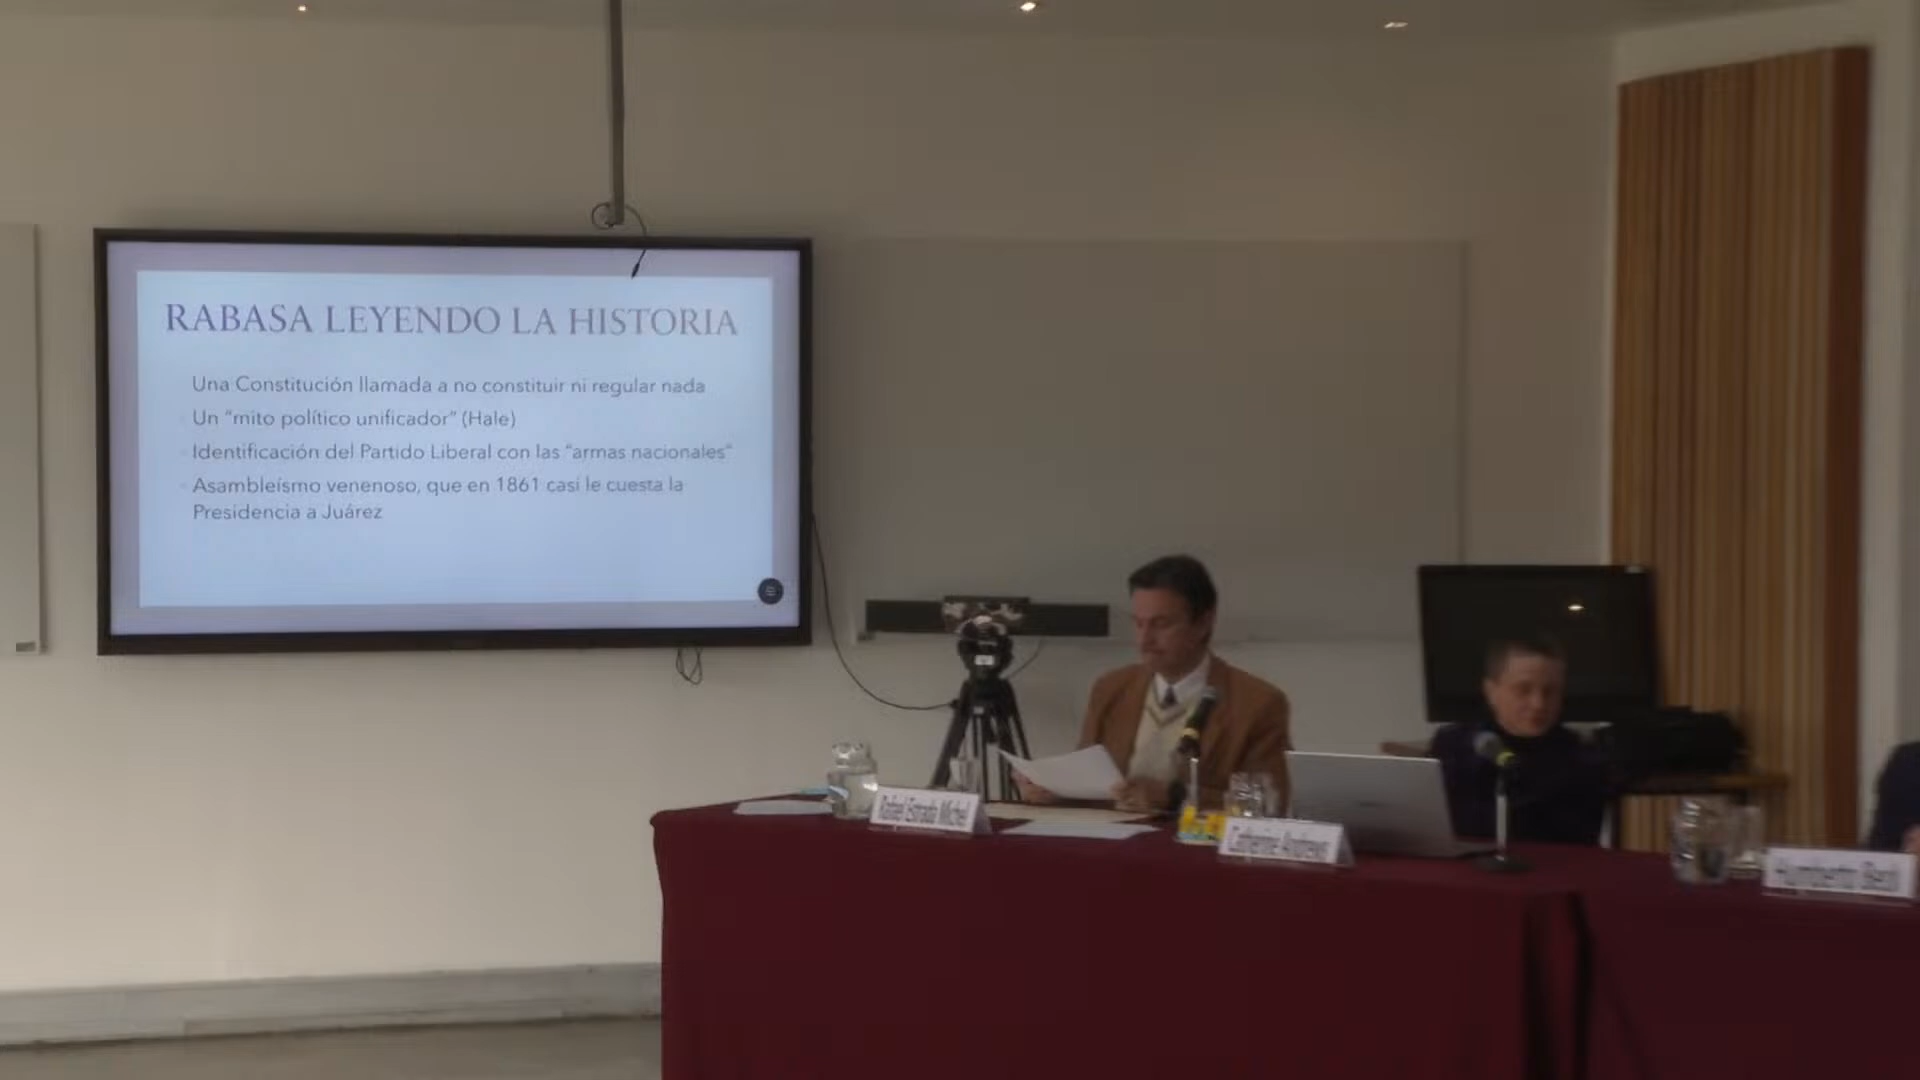 RABASA LEYENDO LA HISTORIA
Una Constitución llamada a no constituir ni regular nada
Un “mito político unificador” (Hale)
Identificación del Partido Liberal con las “armas nacionales”
Asambleísmo venenoso, que en 1861 casi le cuesta la
Presidencia a Juárez
Rafael Estrada Michel
Catherine Andrews